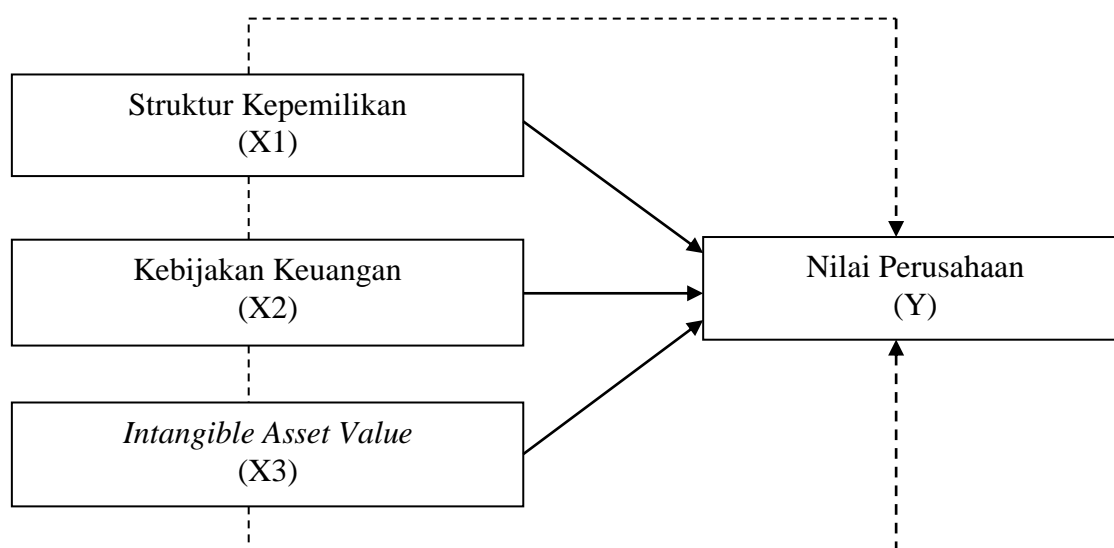 Struktur Kepemilikan
(X1)
Kebijakan Keuangan
(X2)
Nilai Perusahaan
(Y)
Intangible Asset Value
(X3)